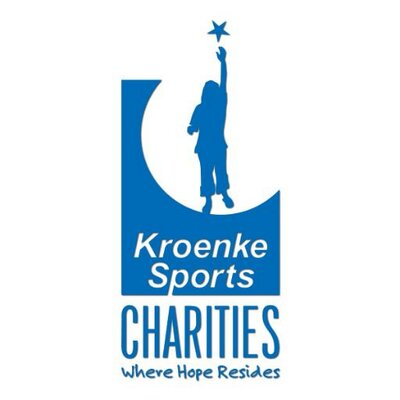 Kroenke
Sports
CHARITIES
Where Hope Resides